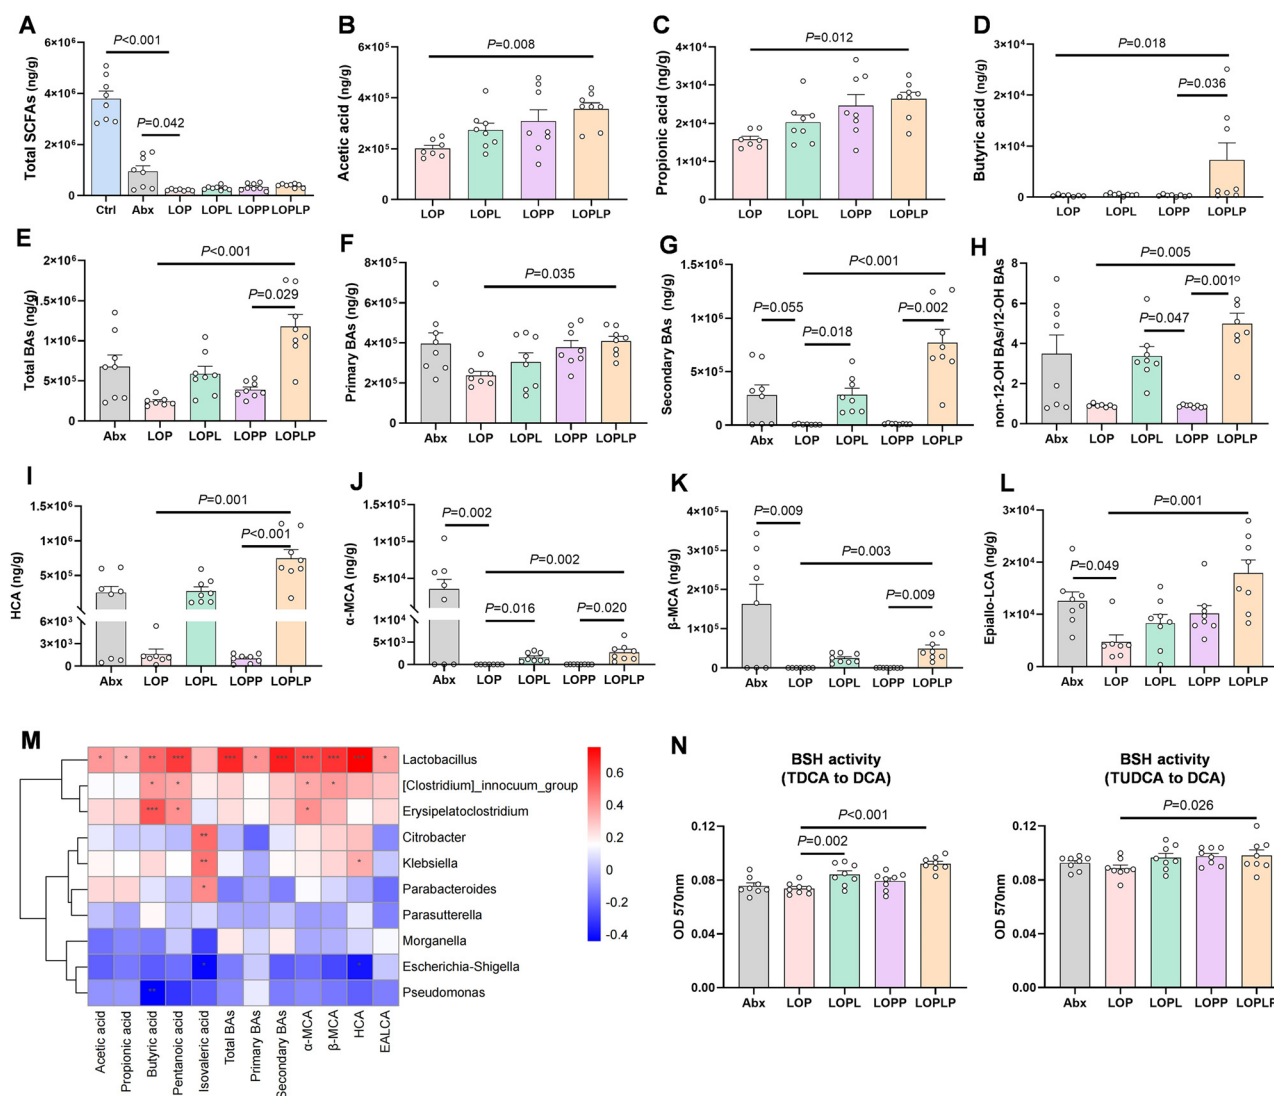 A
Total SCFAs (ng/g)
6×10⁶
4×10⁶
2×10⁶
0
P<0.001
P=0.042
Ctrl Abx LOP LOPL LOPP LOPLP
B
Acetic acid (ng/g)
6×10⁵
4×10⁵
2×10⁵
0
P=0.008
LOP LOPL LOPP LOPLP
C
Propionic acid (ng/g)
4×10⁴
3×10⁴
2×10⁴
1×10⁴
0
P=0.012
LOP LOPL LOPP LOPLP
D
Butyric acid (ng/g)
3×10⁴
2×10⁴
1×10⁴
0
P=0.018
P=0.036
LOP LOPL LOPP LOPLP
E
Total BAs (ng/g)
2×10⁶
1×10⁶
5×10⁵
0
P<0.001
P=0.029
Abx LOP LOPL LOPP LOPLP
F
Primary BAs (ng/g)
8×10⁵
6×10⁵
4×10⁵
2×10⁵
0
P=0.035
Abx LOP LOPL LOPP LOPLP
G
Secondary BAs (ng/g)
1.5×10⁶
1×10⁶
5×10⁵
0
P<0.001
P=0.055
P=0.002
P=0.018
Abx LOP LOPL LOPP LOPLP
H
non-12-OH BAs/12-OH BAs
8
6
4
2
0
P=0.005
P=0.001
P=0.047
Abx LOP LOPL LOPP LOPLP
I
HCA (ng/g)
1.5×10⁶
1×10⁶
5×10⁵
6×10³
3×10³
0
P=0.001
P<0.001
Abx LOP LOPL LOPP LOPLP
J
α-MCA (ng/g)
1.5×10⁵
1×10⁵
5×10⁴
1×10⁴
5×10³
0
P=0.002
P=0.002
P=0.016
P=0.020
Abx LOP LOPL LOPP LOPLP
K
β-MCA (ng/g)
4×10⁵
3×10⁵
2×10⁵
1×10⁵
0
P=0.009
P=0.003
P=0.009
Abx LOP LOPL LOPP LOPLP
L
Epiallo-LCA (ng/g)
3×10⁴
2×10⁴
1×10⁴
0
P=0.001
P=0.049
Abx LOP LOPL LOPP LOPLP
M
Lactobacillus
[Clostridium]_innocuum_group
Erysipelatoclostridium
Citrobacter
Klebsiella
Parabacteroides
Parasutterella
Morganella
Escherichia-Shigella
Pseudomonas
Acetic acid
Propionic acid
Butyric acid
Pentanoic acid
Isovaleric acid
Total BAs
Primary BAs
Secondary BAs
α-MCA
β-MCA
HCA
EALCA
0.6
0.4
0.2
0
-0.2
-0.4
N
BSH activity
(TDCA to DCA)
OD 570nm
0.12
0.08
0.04
0.00
P<0.001
P=0.002
Abx LOP LOPL LOPP LOPLP
BSH activity
(TUDCA to DCA)
OD 570nm
0.12
0.08
0.04
0.00
P=0.026
Abx LOP LOPL LOPP LOPLP